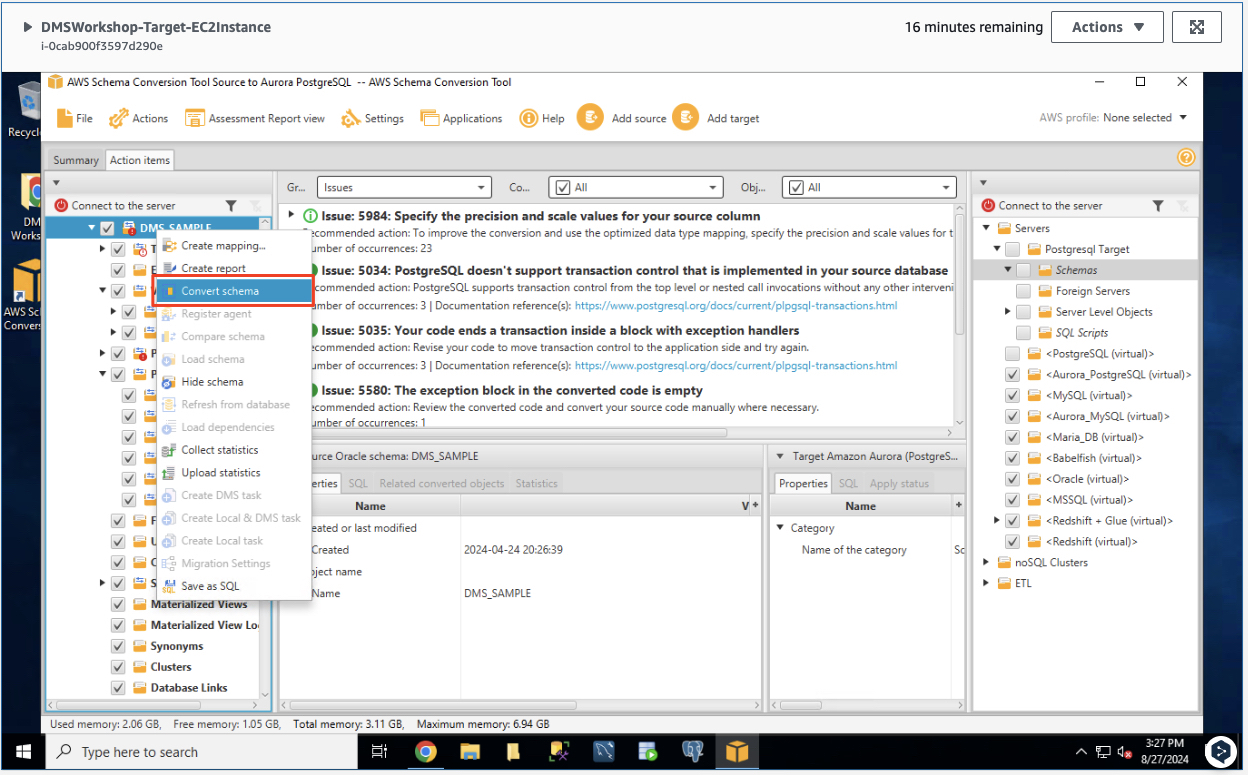 DMSWorkshop-Target-EC2Instance
i-0cab900f3597d290e
16 minutes remaining
Actions
AWS Schema Conversion Tool Source to Aurora PostgreSQL -- AWS Schema Conversion Tool
File
Actions
Assessment Report view
Settings
Applications
Help
Add source
Add target
AWS profile: None selected
Summary
Action items
Connect to the server
DMS_SAMPLE
Create mapping...
Create report
Convert schema
Register agent
Compare schema
Load schema
Hide schema
Refresh from database
Load dependencies
Collect statistics
Upload statistics
Create DMS task
Create Local & DMS task
Create Local task
Migration Settings
Save as SQL
Materialized Views
Materialized View Lo
Synonyms
Clusters
Database Links
Gr...
Issues
Co...
All
Obj...
All
Issue: 5984: Specify the precision and scale values for your source column
ecommended action: To improve the conversion and use the optimized data type mapping, specify the precision and scale values for t
umber of occurrences: 23
Issue: 5034: PostgreSQL doesn't support transaction control that is implemented in your source database
ecommended action: PostgreSQL supports transaction control from the top level or nested call invocations without any other interveni
umber of occurrences: 3 | Documentation reference(s): https://www.postgresql.org/docs/current/plpgsql-transactions.html
Issue: 5035: Your code ends a transaction inside a block with exception handlers
ecommended action: Revise your code to move transaction control to the application side and try again.
umber of occurrences: 3 | Documentation reference(s): https://www.postgresql.org/docs/current/plpgsql-transactions.html
Issue: 5580: The exception block in the converted code is empty
ecommended action: Review the converted code and convert your source code manually where necessary.
umber of occurrences: 1
urce Oracle schema: DMS_SAMPLE
erties
SQL
Related converted objects
Statistics
Name
V
eated or last modified
Created
2024-04-24 20:26:39
ject name
Name
DMS_SAMPLE
Target Amazon Aurora (PostgreS...
Properties
SQL
Apply status
Name
Category
Name of the category
Sc
Connect to the server
Servers
Postgresql Target
Schemas
Foreign Servers
Server Level Objects
SQL Scripts
<PostgreSQL (virtual)>
<Aurora_PostgreSQL (virtual)>
<MySQL (virtual)>
<Aurora_MySQL (virtual)>
<Maria_DB (virtual)>
<Babelfish (virtual)>
<Oracle (virtual)>
<MSSQL (virtual)>
<Redshift + Glue (virtual)>
<Redshift (virtual)>
noSQL Clusters
ETL
Recycl
DM
Works
AWS Sc
Convers
Used memory: 2.06 GB, Free memory: 1.05 GB, Total memory: 3.11 GB, Maximum memory: 6.94 GB
Type here to search
3:27 PM
8/27/2024